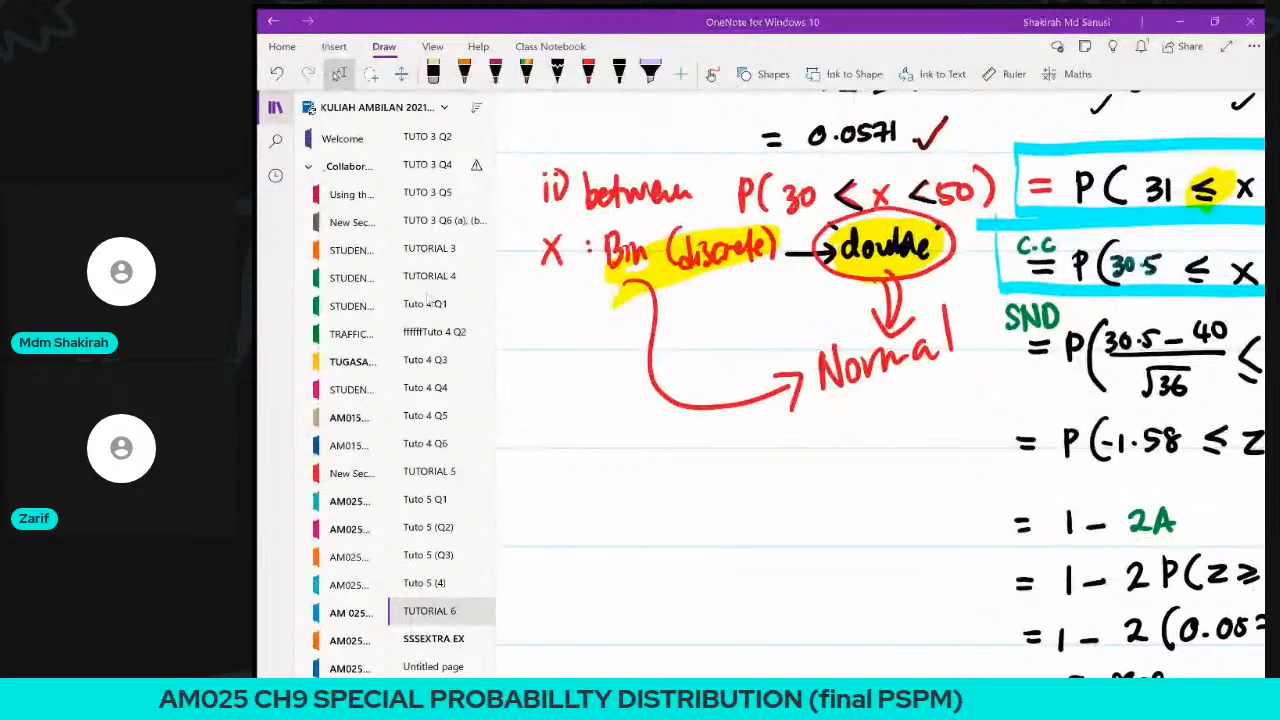 OneNote for Windows 10
Shakirah Md Sanusi
Home Insert Draw View Help Class Notebook
Share
Shapes Ink to Shape Ink to Text Ruler Maths
KULIAH AMBILAN 2021...
Welcome
_Collabor...
Using th...
New Sec...
STUDEN...
STUDEN...
STUDEN...
TRAFFIC...
TUGASA...
STUDEN...
AM015...
AM015...
New Sec...
AM025...
AM025...
AM025...
AM025...
AM 025...
AM025...
AM025...
TUTO 3 Q2
TUTO 3 Q4
TUTO 3 Q5
TUTO 3 Q6 (a), (b...
TUTORIAL 3
TUTORIAL 4
Tuto 4 Q1
ffffffTuto 4 Q2
Tuto 4 Q3
Tuto 4 Q4
Tuto 4 Q5
Tuto 4 Q6
TUTORIAL 5
Tuto 5 Q1
Tuto 5 (Q2)
Tuto 5 (Q3)
Tuto 5 (4)
TUTORIAL 6
SSSEXTRA EX
Untitled page
= 0.0571 ✓
ii) between P( 30 < x < 50 )
X : Bin (discrete) → double
Normal
= P( 31 ≤ x
c.c
= P( 30.5 ≤ x
SND
= P( 30.5 - 40 ≤
√36
= P( -1.58 ≤ z
= 1 - 2A
= 1 - 2 P( z ≥
= 1 - 2 (0.057
Mdm Shakirah
Zarif
AM025 CH9 SPECIAL PROBABILLTY DISTRIBUTION (final PSPM)